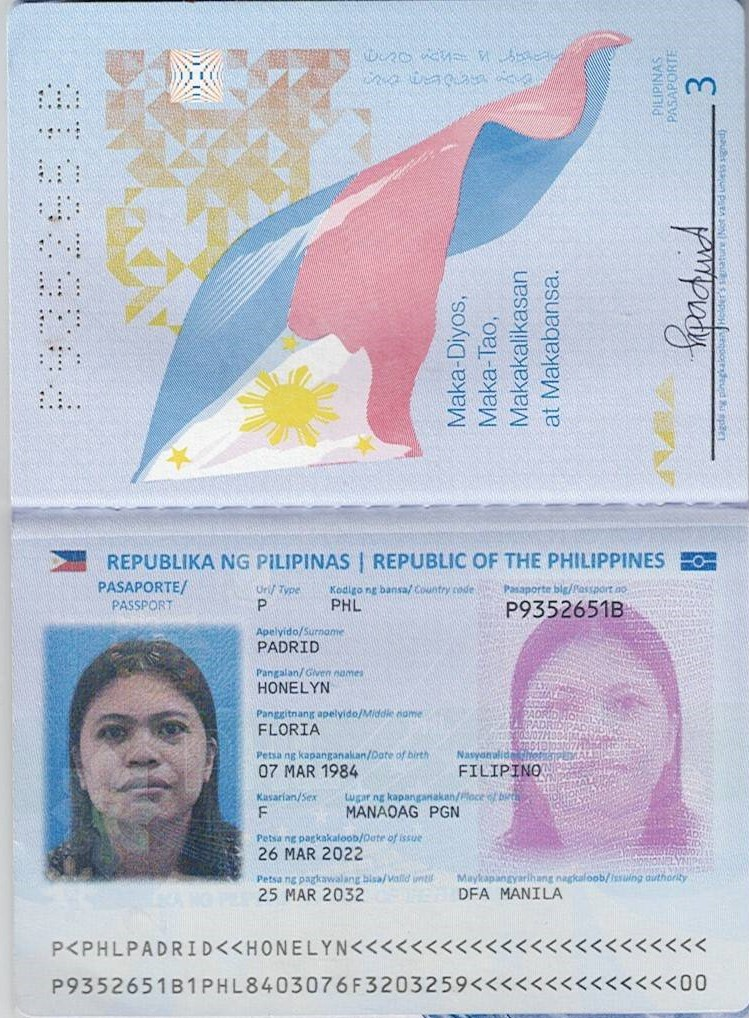 P9352651B
PILIPINAS
PASAPORTE
3
Maka-Diyos,
Maka-Tao,
Makakalikasan
at Makabansa.
Lagda ng pinagkalooban/Holder's signature (Not valid unless signed)
REPUBLIKA NG PILIPINAS | REPUBLIC OF THE PHILIPPINES
PASAPORTE/
PASSPORT
Uri/ Type Kodigo ng bansa/ Country code Pasaporte blg/Passport no
P PHL P9352651B
Apelyido/Surname
PADRID
Pangalan/ Given names
HONELYN
Panggitnang apelyido/Middle name
FLORIA
Petsa ng kapanganakan/Date of birth
07 MAR 1984 FILIPINO
Kasarian/Sex Lugar ng kapanganakan/Place of birth
F MANAOAG PGN
Petsa ng pagkakaloob/Date of issue
26 MAR 2022
Petsa ng pagkawalang bisa/Valid until Maykapangyarihang nagkaloob/ Issuing authority
25 MAR 2032 DFA MANILA
P<PHLPADRID<<HONELYN<<<<<<<<<<<<<<<<<<<<<<<<
P9352651B1PHL8403076F3203259<<<<<<<<<<<<<<00